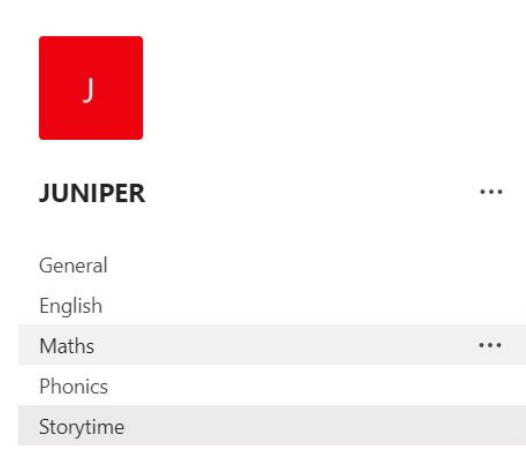 J
JUNIPER
General
English
Maths
Phonics
Storytime